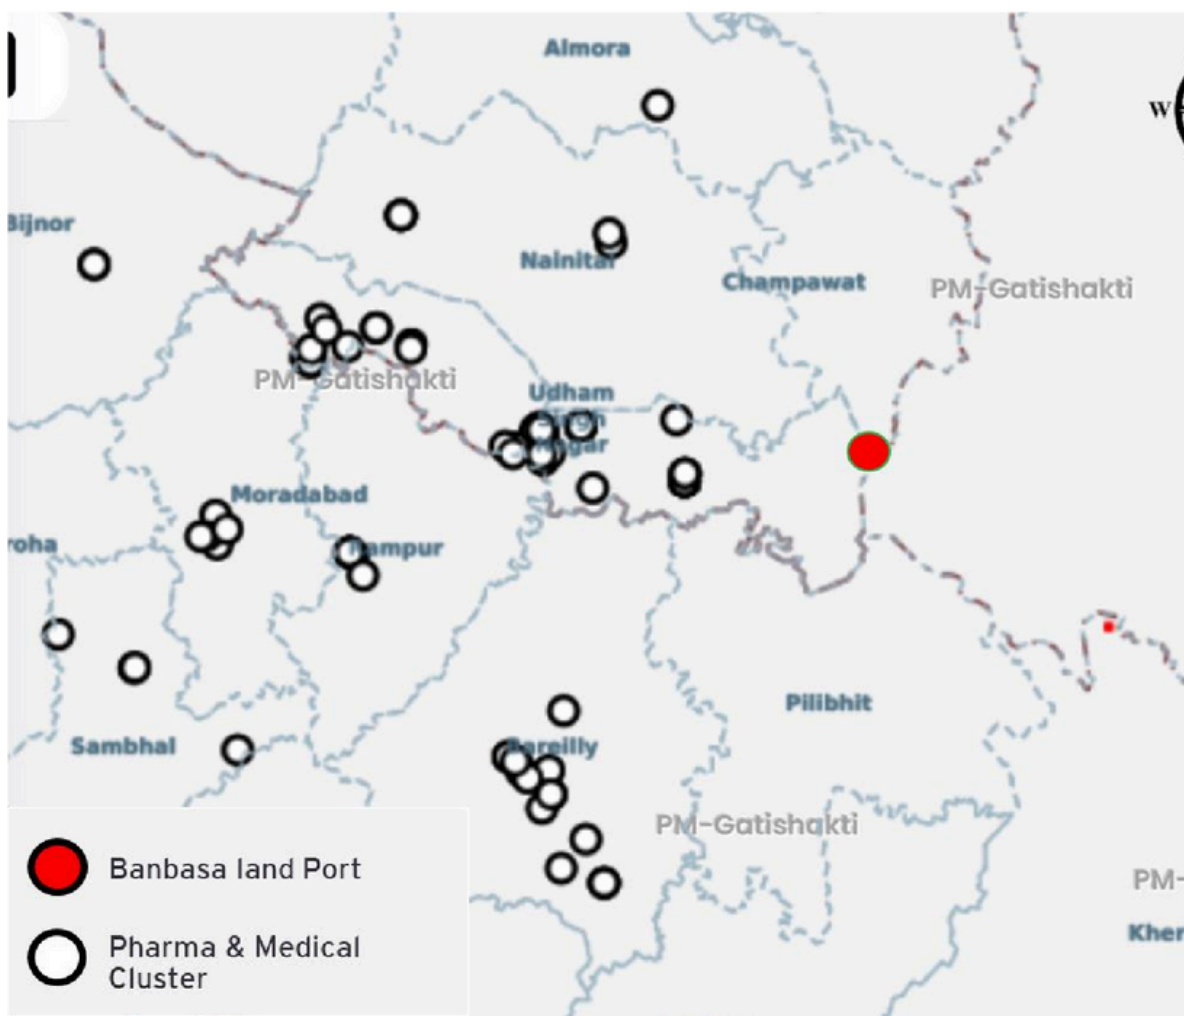 Almora
W
Bijnor
Nainital
Champawat
PM-Gatishakti
PM-Gatishakti
Udham
Singh
Nagar
Moradabad
roha
Rampur
Pilibhit
Sambhal
Bareilly
PM-Gatishakti
PM-
Kher
Banbasa land Port
Pharma & Medical
Cluster